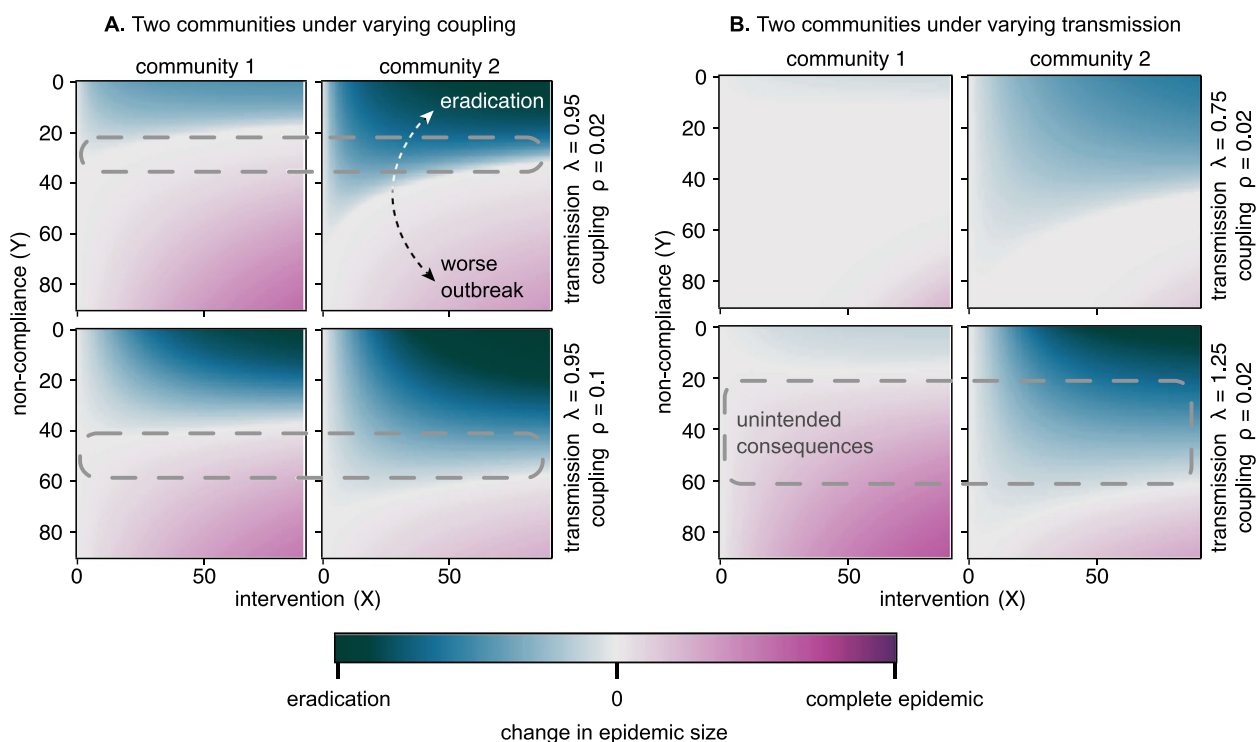 A. Two communities under varying coupling
community 1
community 2
0
20
40
60
80
eradication
worse
outbreak
transmission λ = 0.95
coupling ρ = 0.02
non-compliance (Y)
0
20
40
60
80
0
50
0
50
intervention (X)
transmission λ = 0.95
coupling ρ = 0.1
B. Two communities under varying transmission
community 1
community 2
0
20
40
60
80
transmission λ = 0.75
coupling ρ = 0.02
non-compliance (Y)
0
20
40
60
80
unintended
consequences
0
50
0
50
intervention (X)
transmission λ = 1.25
coupling ρ = 0.02
eradication
0
complete epidemic
change in epidemic size